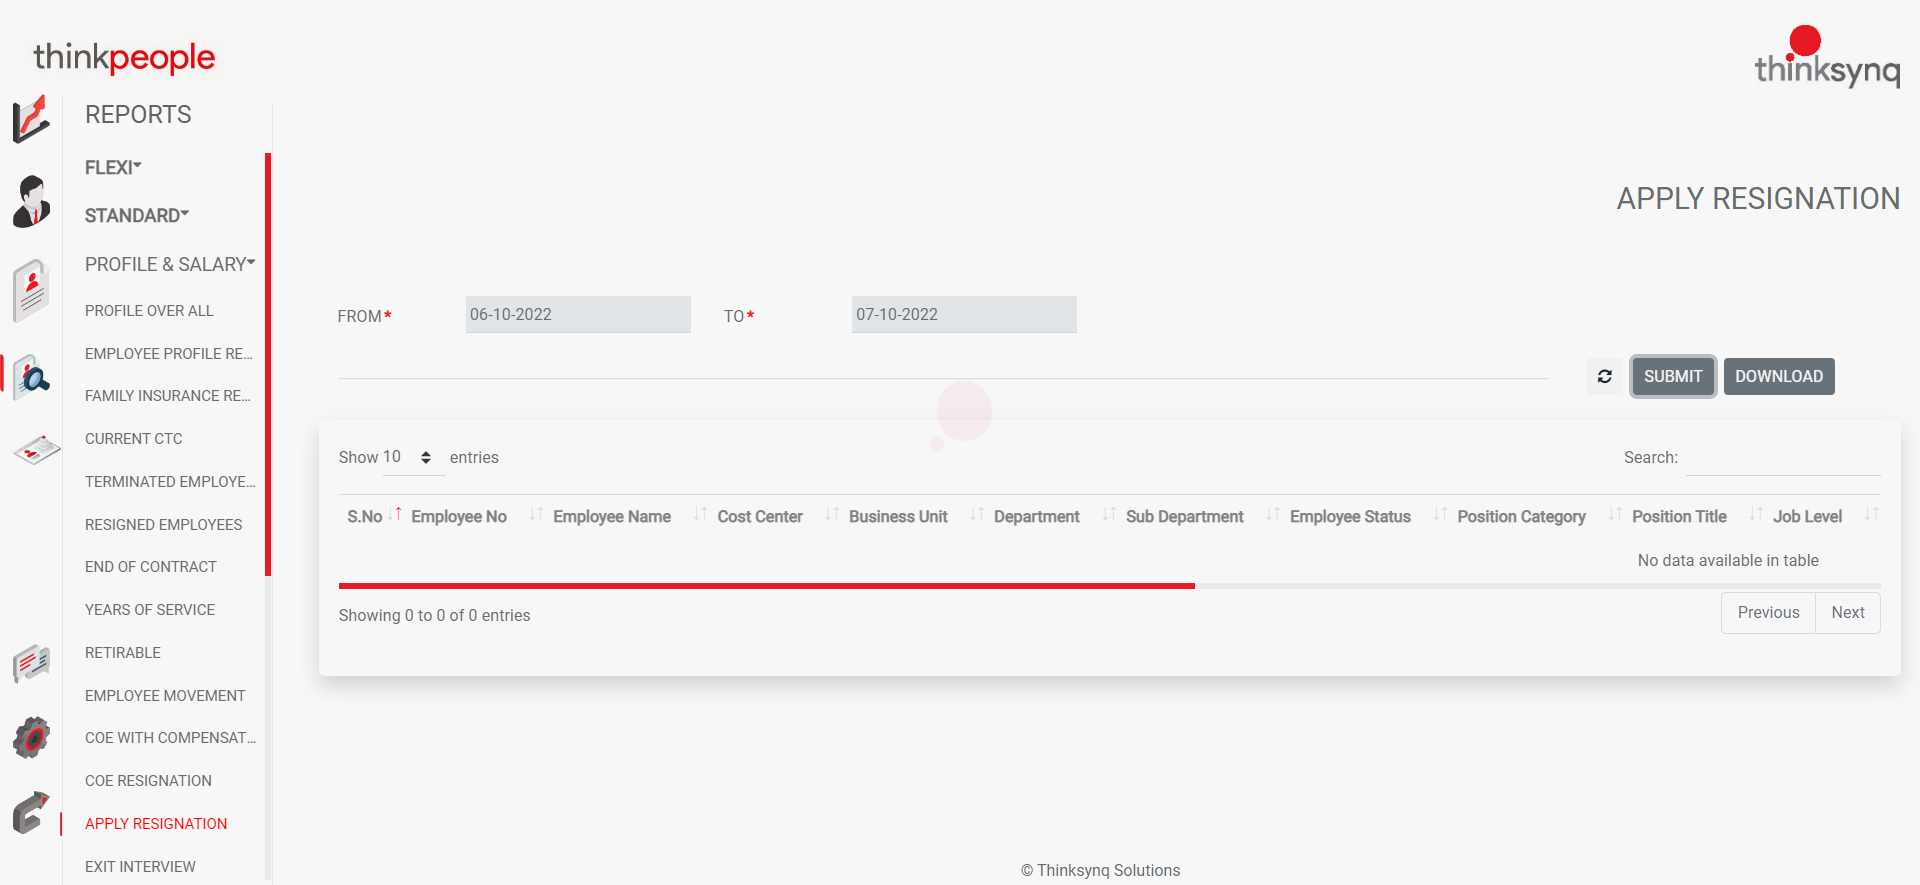 thinkpeople
thinksynq
REPORTS
FLEXI
STANDARD
PROFILE & SALARY
PROFILE OVER ALL
EMPLOYEE PROFILE RE...
FAMILY INSURANCE RE...
CURRENT CTC
TERMINATED EMPLOYE...
RESIGNED EMPLOYEES
END OF CONTRACT
YEARS OF SERVICE
RETIRABLE
EMPLOYEE MOVEMENT
COE WITH COMPENSAT...
COE RESIGNATION
APPLY RESIGNATION
EXIT INTERVIEW
APPLY RESIGNATION
FROM* 06-10-2022 TO* 07-10-2022
SUBMIT DOWNLOAD
Show 10 entries Search:
S.No Employee No Employee Name Cost Center Business Unit Department Sub Department Employee Status Position Category Position Title Job Level
No data available in table
Showing 0 to 0 of 0 entries
Previous Next
© Thinksynq Solutions